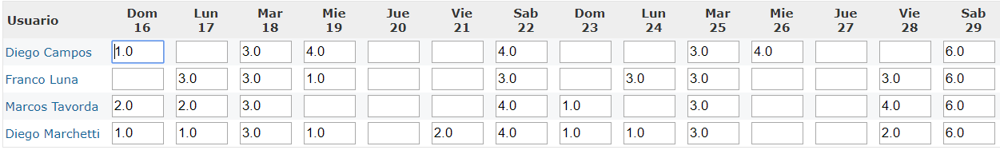 Usuario Dom 16 Lun 17 Mar 18 Mie 19 Jue 20 Vie 21 Sab 22 Dom 23 Lun 24 Mar 25 Mie 26 Jue 27 Vie 28 Sab 29
Diego Campos 1.0 3.0 4.0 4.0 3.0 4.0 6.0
Franco Luna 3.0 3.0 1.0 3.0 3.0 3.0 3.0 6.0
Marcos Tavorda 2.0 2.0 3.0 4.0 1.0 3.0 4.0 6.0
Diego Marchetti 1.0 1.0 3.0 1.0 2.0 4.0 1.0 1.0 3.0 2.0 6.0